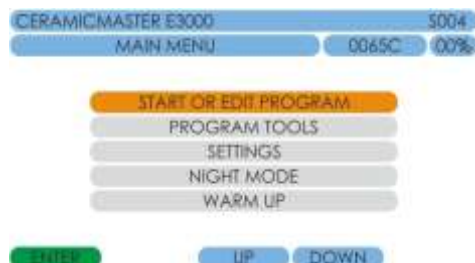 CERAMICMASTER E3000 S004
MAIN MENU 0065C 00%
START OR EDIT PROGRAM
PROGRAM TOOLS
SETTINGS
NIGHT MODE
WARM UP
ENTER UP DOWN